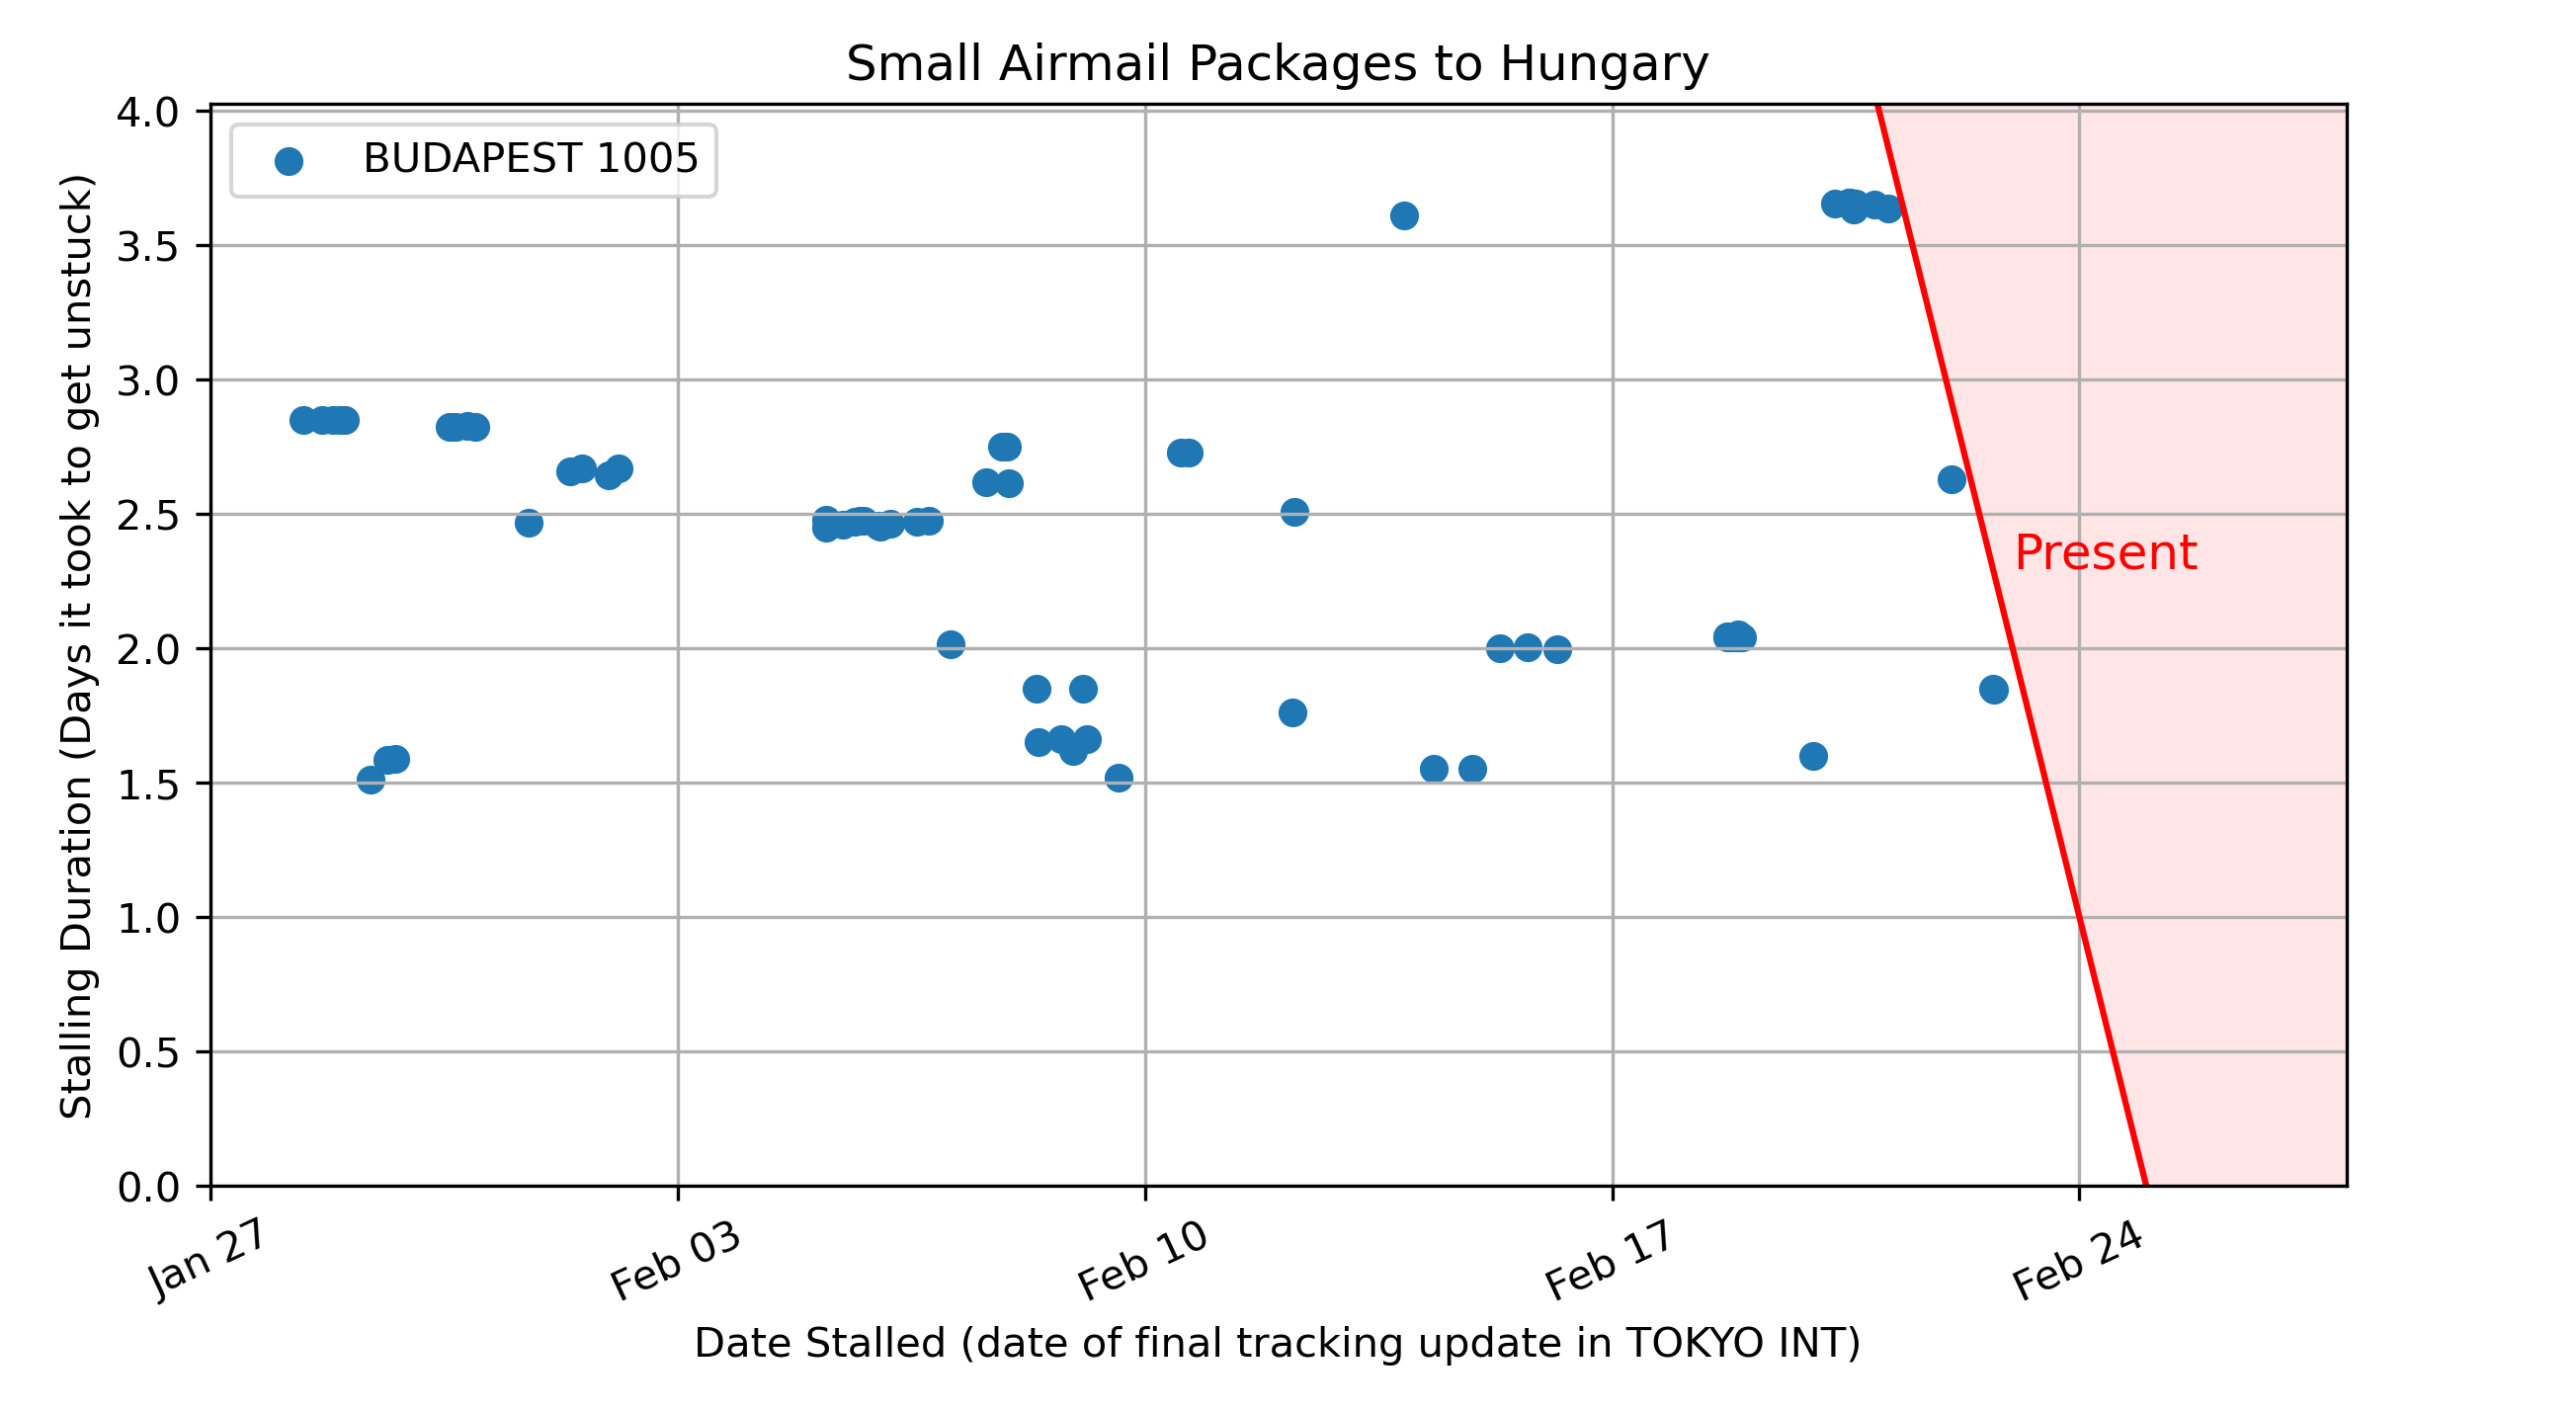 Small Airmail Packages to Hungary
BUDAPEST 1005
Stalling Duration (Days it took to get unstuck)
4.0
3.5
3.0
2.5
2.0
1.5
1.0
0.5
0.0
Present
Jan 27
Feb 03
Feb 10
Feb 17
Feb 24
Date Stalled (date of final tracking update in TOKYO INT)